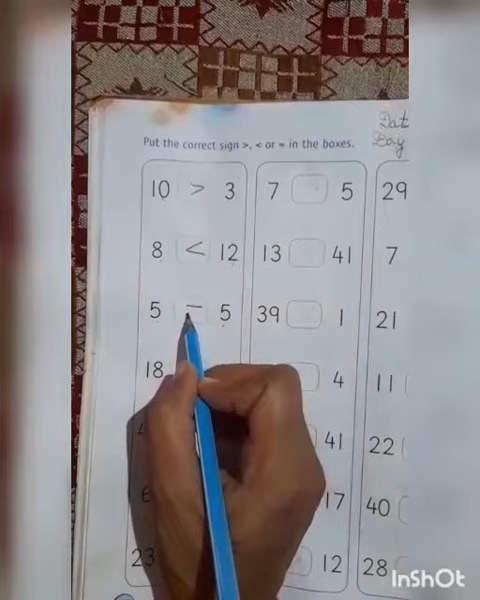 Dat
Day
Put the correct sign >, < or = in the boxes.
10 > 3 7 5 29
8 < 12 13 41 7
5 – 5 39 1 21
18 4 11
41 22
6 17 40
23 12 28
InShOt